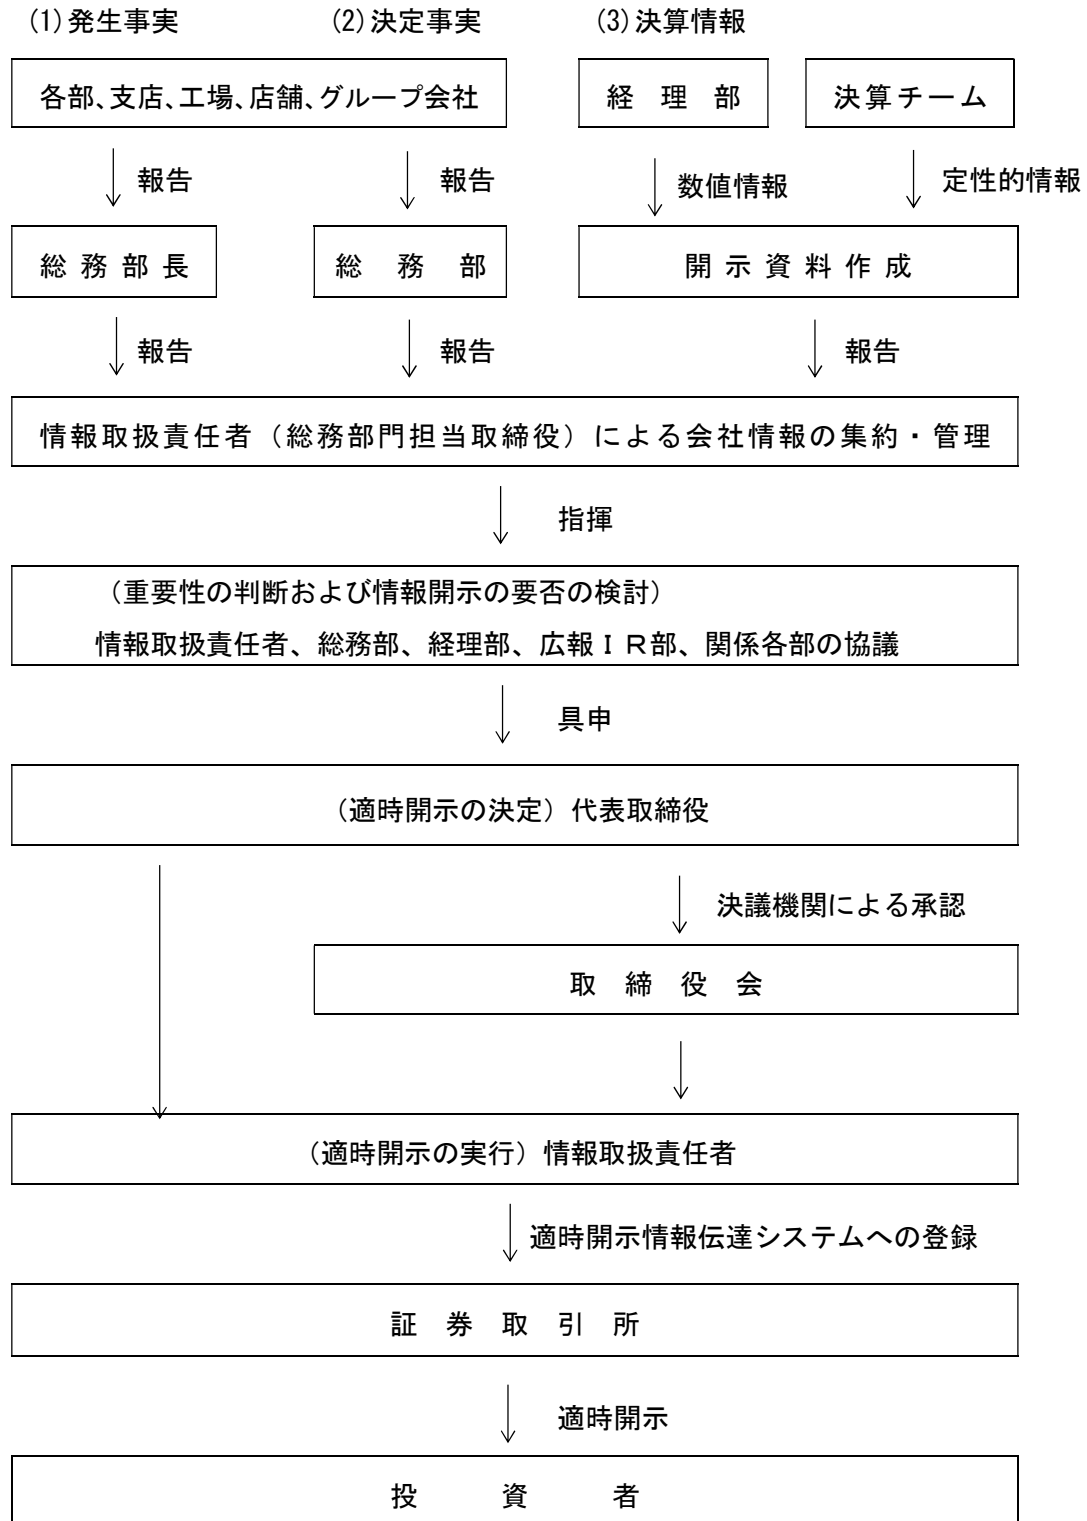 (1)発生事実 (2)決定事実 (3)決算情報
各部、支店、工場、店舗、グループ会社 経理部 決算チーム
報告 報告 数値情報 定性的情報
総務部長 総務部 開示資料作成
報告 報告 報告
情報取扱責任者（総務部門担当取締役）による会社情報の集約・管理
指揮
（重要性の判断および情報開示の要否の検討）
情報取扱責任者、総務部、経理部、広報ＩＲ部、関係各部の協議
具申
（適時開示の決定）代表取締役
決議機関による承認
取締役会
（適時開示の実行）情報取扱責任者
適時開示情報伝達システムへの登録
証券取引所
適時開示
投資者